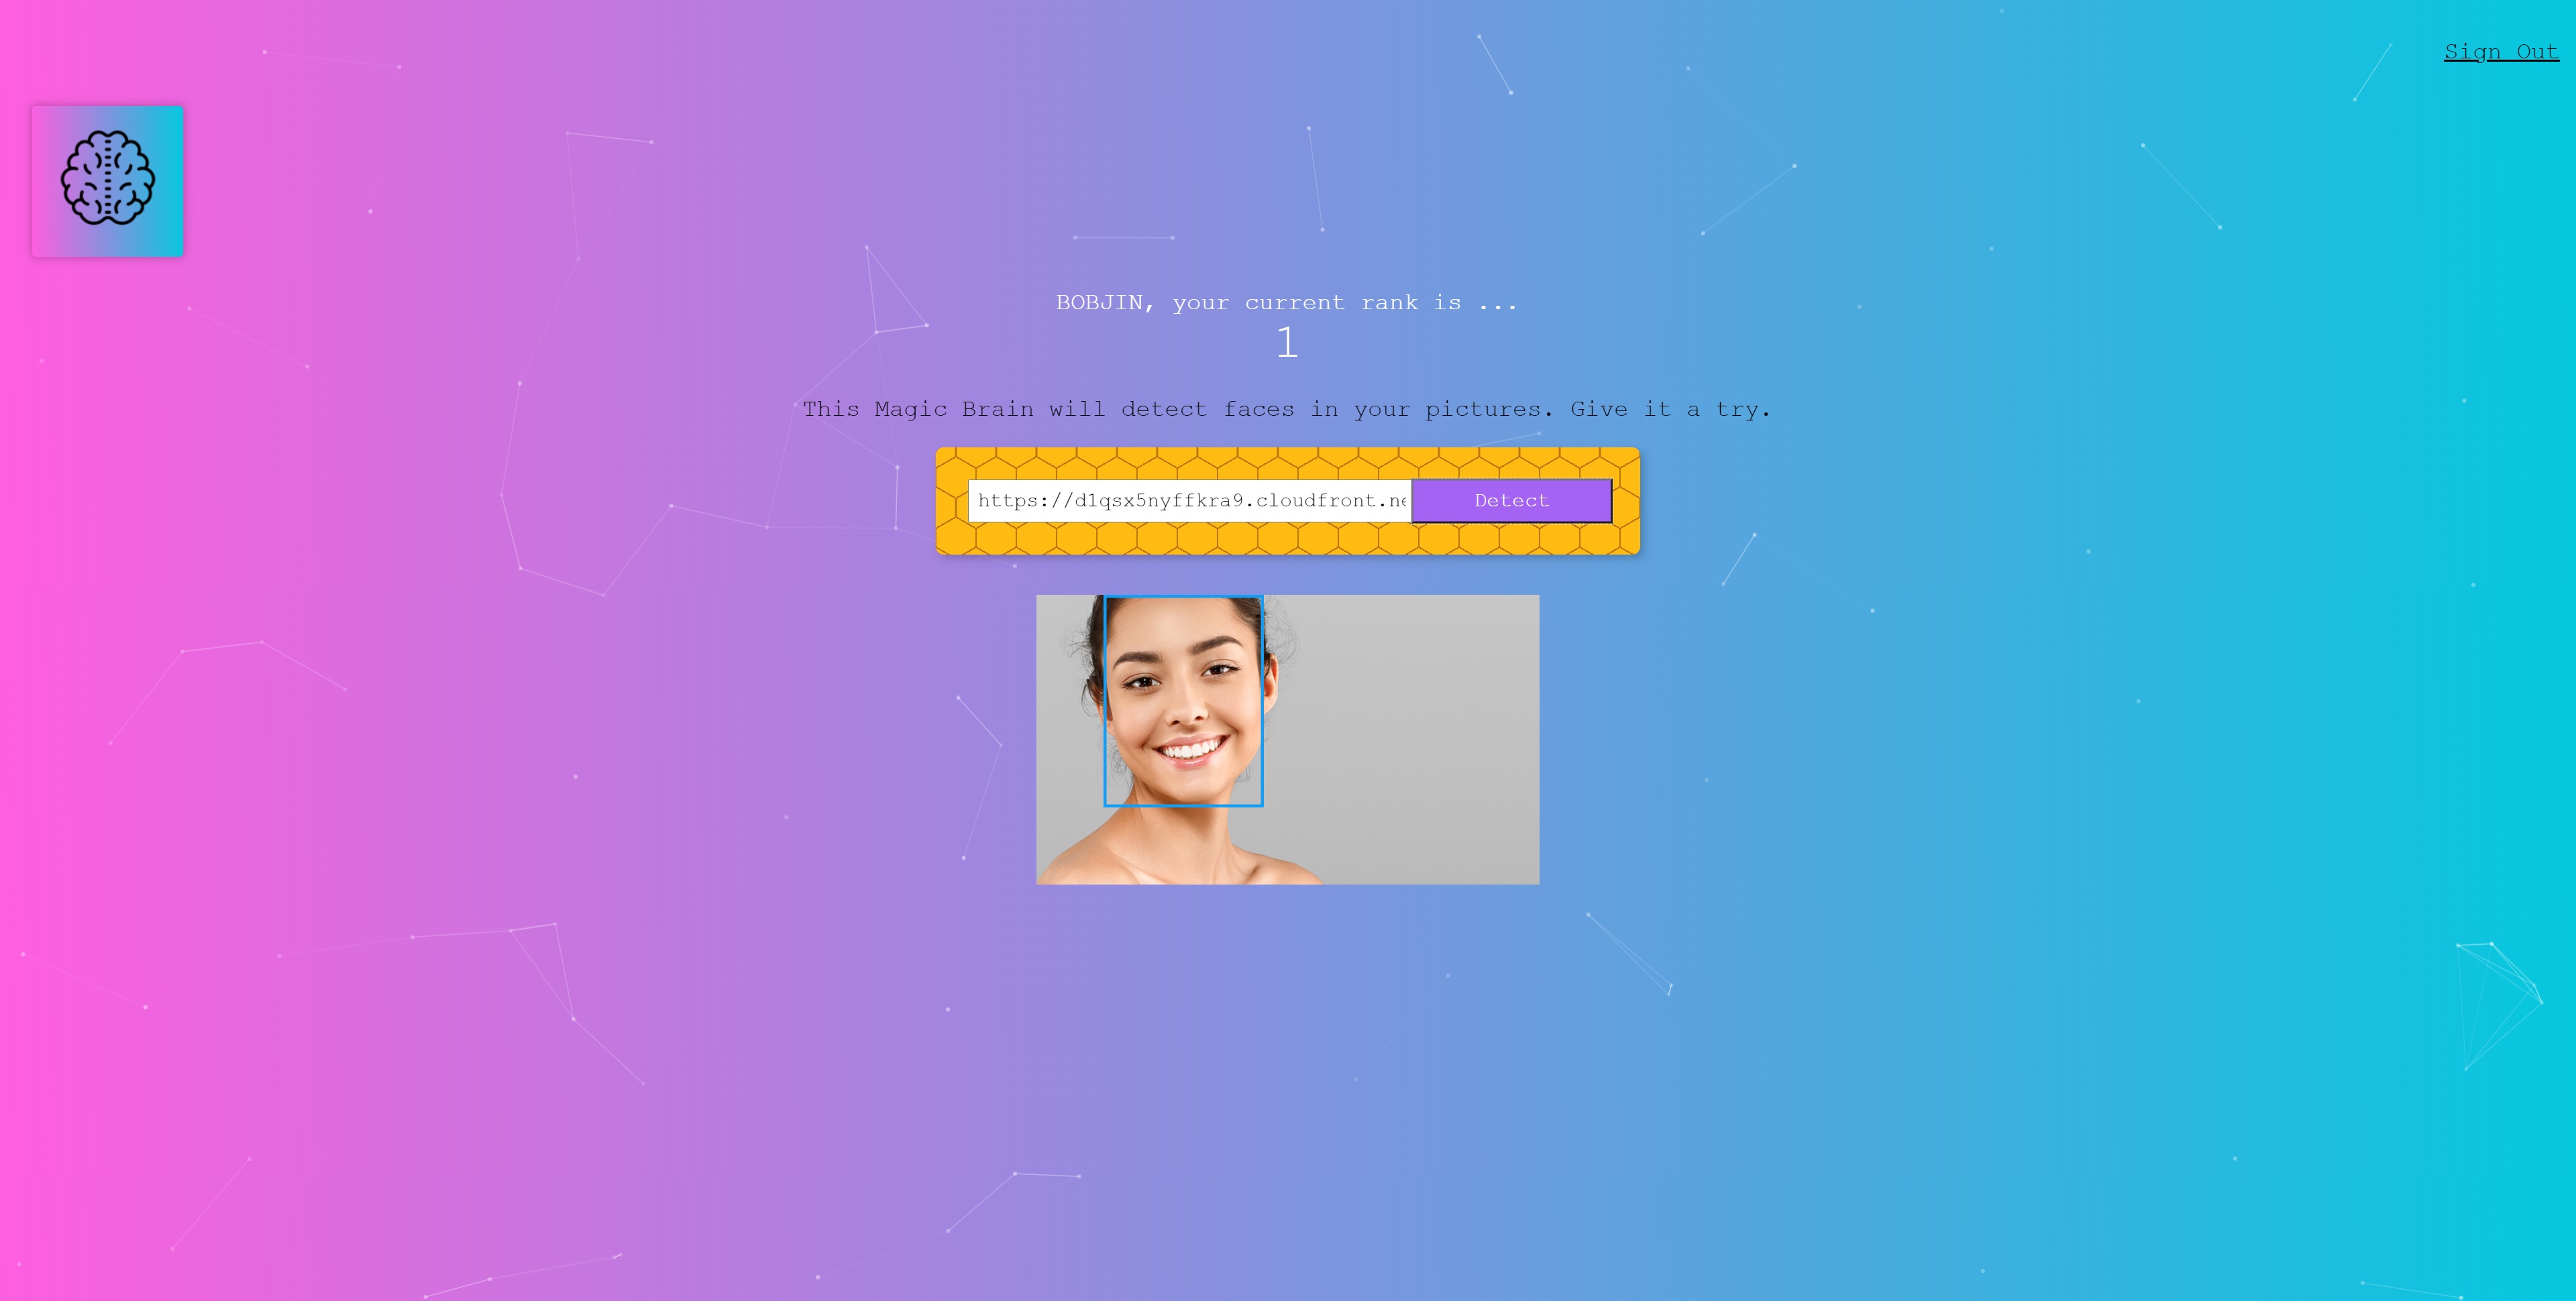 Sign Out
BOBJIN, your current rank is ...
1
This Magic Brain will detect faces in your pictures. Give it a try.
https://d1qsx5nyffkra9.cloudfront.ne
Detect